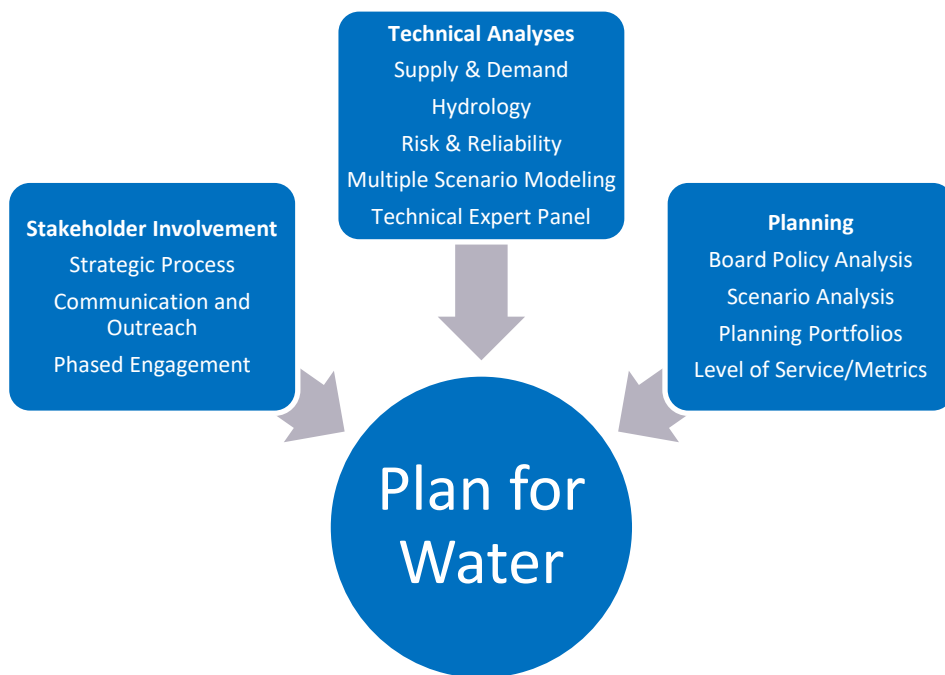 Technical Analyses
Supply & Demand
Hydrology
Risk & Reliability
Multiple Scenario Modeling
Technical Expert Panel
Stakeholder Involvement
Strategic Process
Communication and
Outreach
Phased Engagement
Planning
Board Policy Analysis
Scenario Analysis
Planning Portfolios
Level of Service/Metrics
Plan for
Water